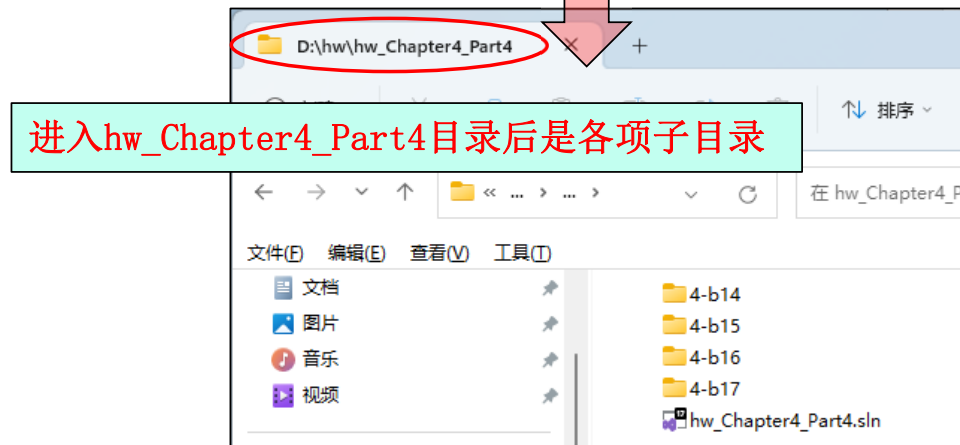 D:\hw\hw_Chapter4_Part4
排序
进入hw_Chapter4_Part4目录后是各项子目录
« ... › ... ›
在 hw_Chapter4_P
文件(F) 编辑(E) 查看(V) 工具(T)
文档
图片
音乐
视频
4-b14
4-b15
4-b16
4-b17
hw_Chapter4_Part4.sln